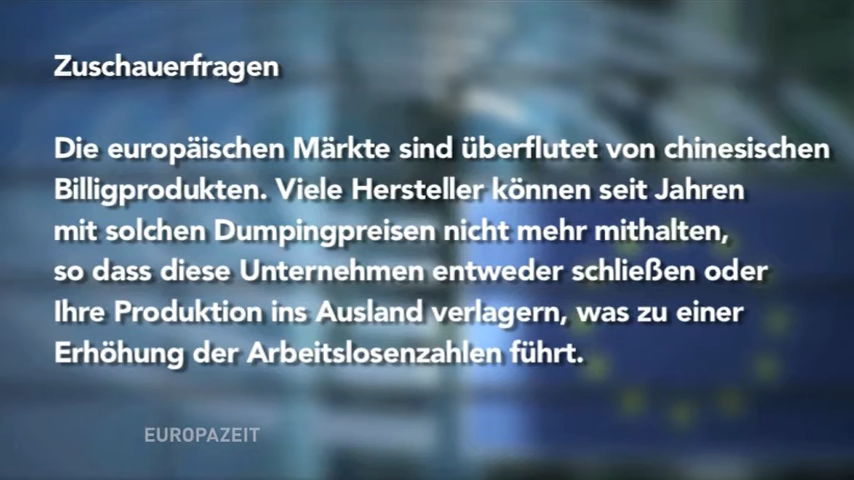 Zuschauerfragen
Die europäischen Märkte sind überflutet von chinesischen
Billigprodukten. Viele Hersteller können seit Jahren
mit solchen Dumpingpreisen nicht mehr mithalten,
so dass diese Unternehmen entweder schließen oder
Ihre Produktion ins Ausland verlagern, was zu einer
Erhöhung der Arbeitslosenzahlen führt.
EUROPAZEIT